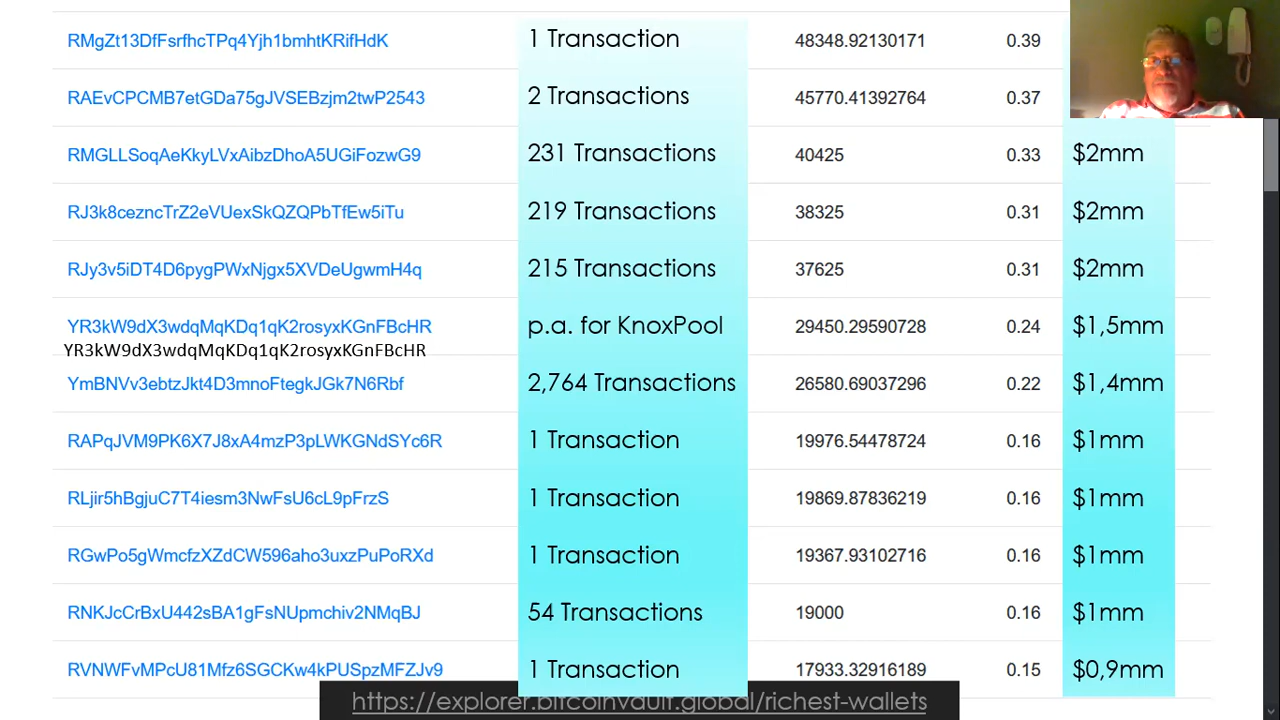 RMgZt13DfFsrfhcTPq4Yjh1bmhtKRifHdK 1 Transaction 48348.92130171 0.39
RAEvCPCMB7etGDa75gJVSEBzjm2twP2543 2 Transactions 45770.41392764 0.37
RMGLLSoqAeKkyLVxAibzDhoA5UGiFozwG9 231 Transactions 40425 0.33 $2mm
RJ3k8cezncTrZ2eVUexSkQZQPbTfEw5iTu 219 Transactions 38325 0.31 $2mm
RJy3v5iDT4D6pygPWxNjgx5XVDeUgwmH4q 215 Transactions 37625 0.31 $2mm
YR3kW9dX3wdqMqKDq1qK2rosyxKGnFBcHR p.a. for KnoxPool 29450.29590728 0.24 $1,5mm
YR3kW9dX3wdqMqKDq1qK2rosyxKGnFBcHR
YmBNVv3ebtzJkt4D3mnoFtegkJGk7N6Rbf 2,764 Transactions 26580.69037296 0.22 $1,4mm
RAPqJVM9PK6X7J8xA4mzP3pLWKGNdSYc6R 1 Transaction 19976.54478724 0.16 $1mm
RLjir5hBgjuC7T4iesm3NwFsU6cL9pFrzS 1 Transaction 19869.87836219 0.16 $1mm
RGwPo5gWmcfzXZdCW596aho3uxzPuPoRXd 1 Transaction 19367.93102716 0.16 $1mm
RNKJcCrBxU442sBA1gFsNUpmchiv2NMqBJ 54 Transactions 19000 0.16 $1mm
RVNWFvMPcU81Mfz6SGCKw4kPUSpzMFZJv9 1 Transaction 17933.32916189 0.15 $0,9mm
https://explorer.bitcoinvault.global/richest-wallets